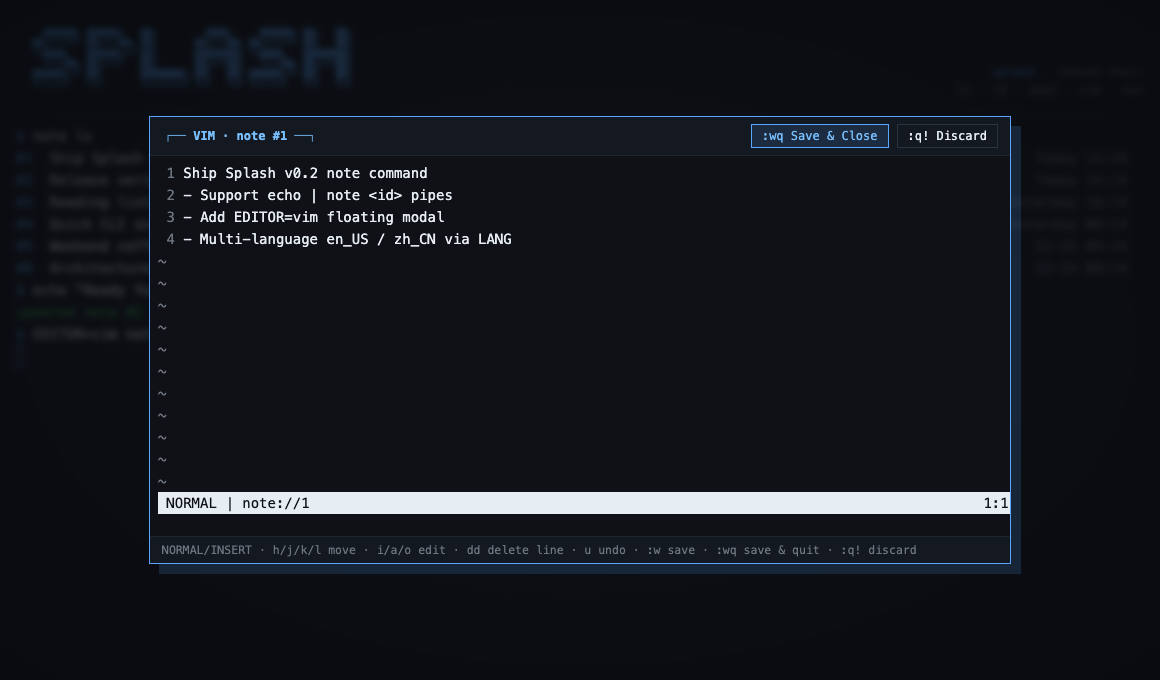 SPLASH
┌── VIM · note #1 ──┐
:wq Save & Close
:q! Discard
1 Ship Splash v0.2 note command
2 - Support echo | note <id> pipes
3 - Add EDITOR=vim floating modal
4 - Multi-language en_US / zh_CN via LANG
~
~
~
~
~
~
~
~
~
~
~
NORMAL | note://1 1:1
NORMAL/INSERT · h/j/k/l move · i/a/o edit · dd delete line · u undo · :w save · :wq save & quit · :q! discard